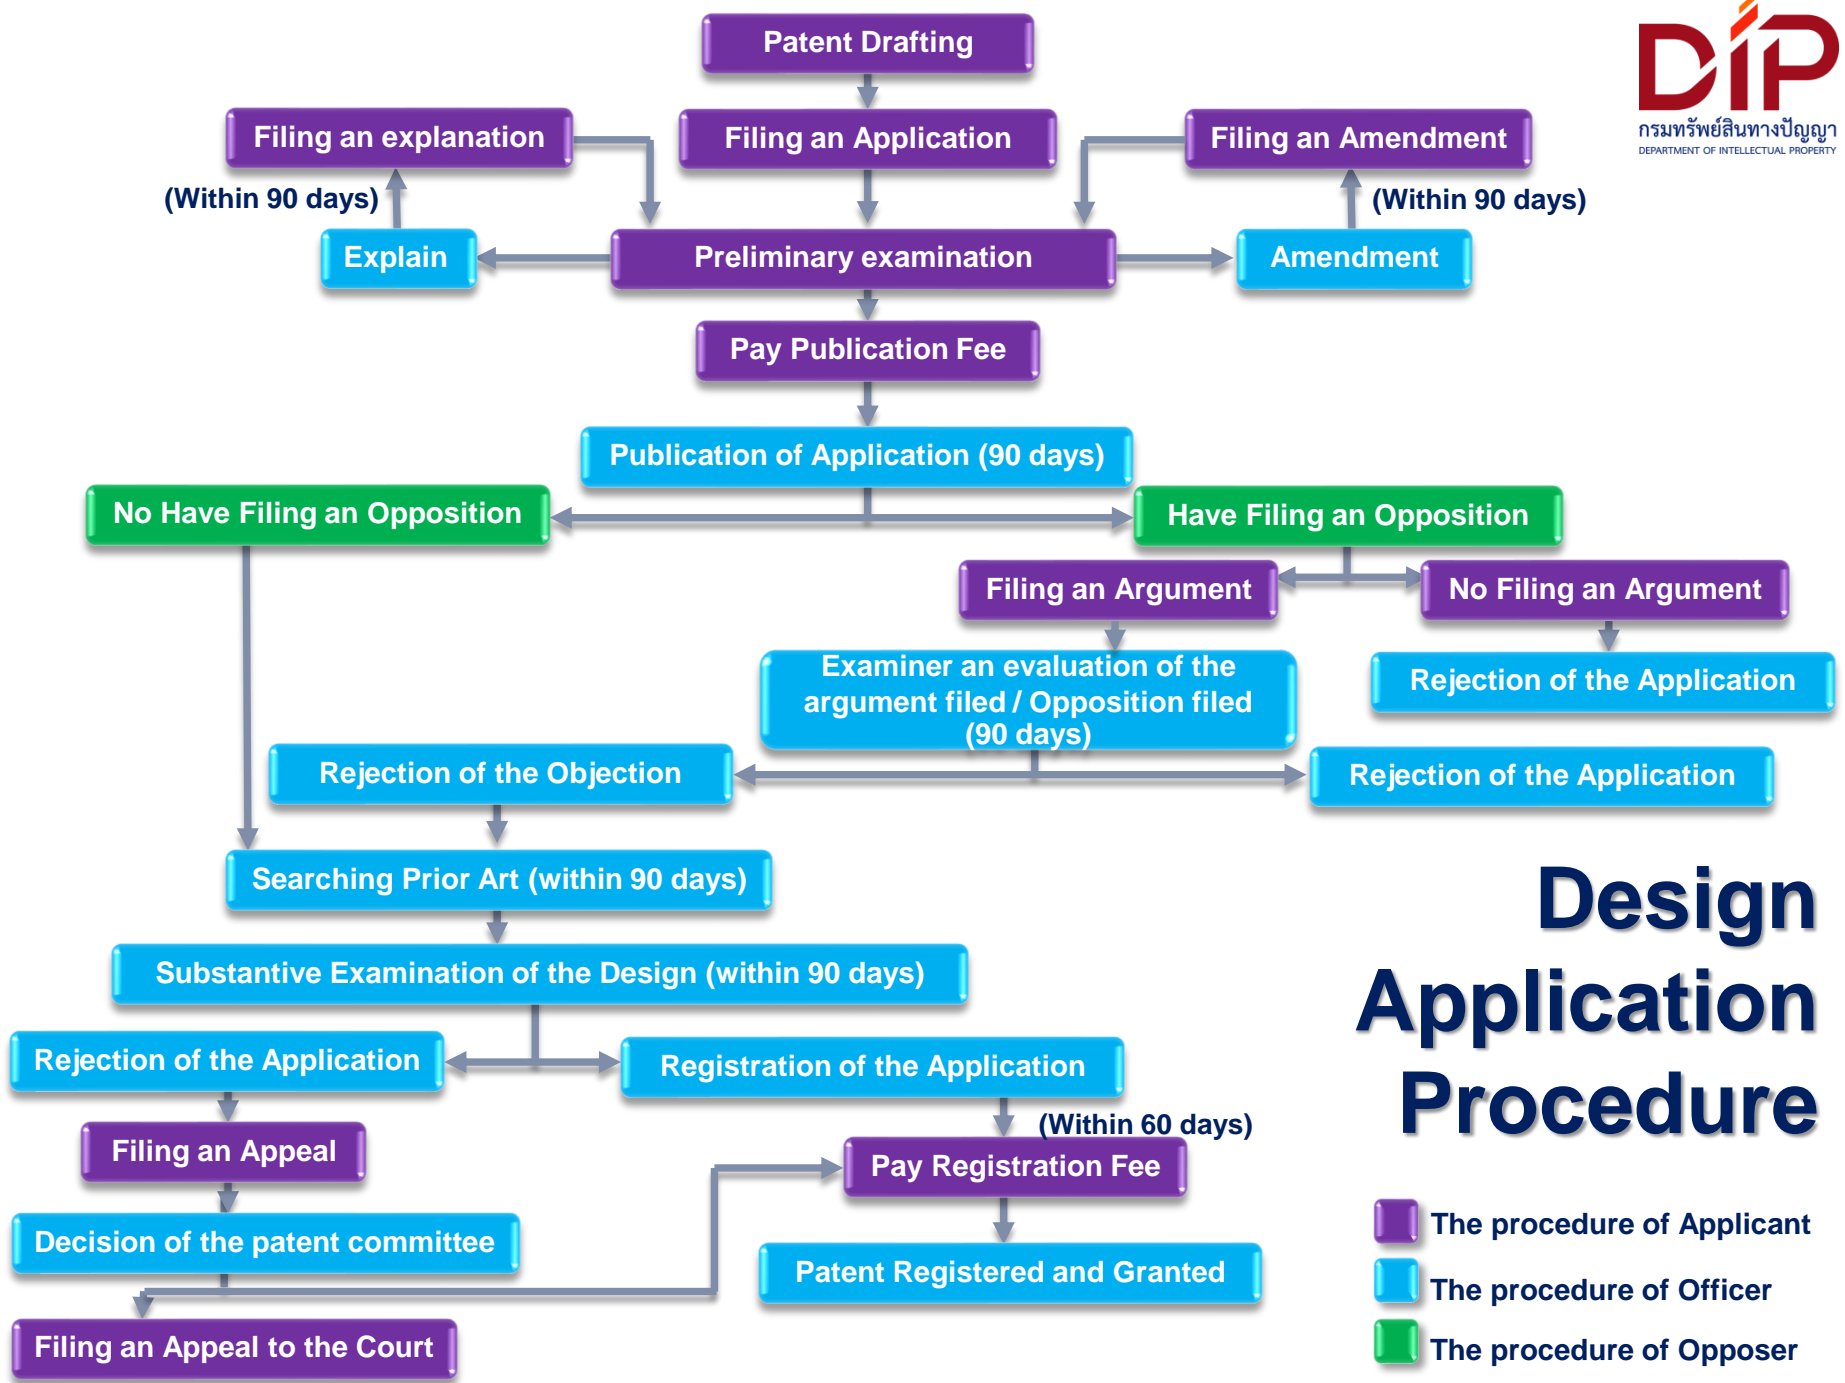 Patent Drafting
DiP
กรมทรัพย์สินทางปัญญา
DEPARTMENT OF INTELLECTUAL PROPERTY
Filing an explanation
Filing an Application
Filing an Amendment
(Within 90 days)
(Within 90 days)
Explain
Preliminary examination
Amendment
Pay Publication Fee
Publication of Application (90 days)
No Have Filing an Opposition
Have Filing an Opposition
Filing an Argument
No Filing an Argument
Examiner an evaluation of the
argument filed / Opposition filed
(90 days)
Rejection of the Application
Rejection of the Objection
Rejection of the Application
Searching Prior Art (within 90 days)
Substantive Examination of the Design (within 90 days)
Rejection of the Application
Registration of the Application
(Within 60 days)
Filing an Appeal
Pay Registration Fee
Decision of the patent committee
Patent Registered and Granted
Filing an Appeal to the Court
Design
Application
Procedure
The procedure of Applicant
The procedure of Officer
The procedure of Opposer